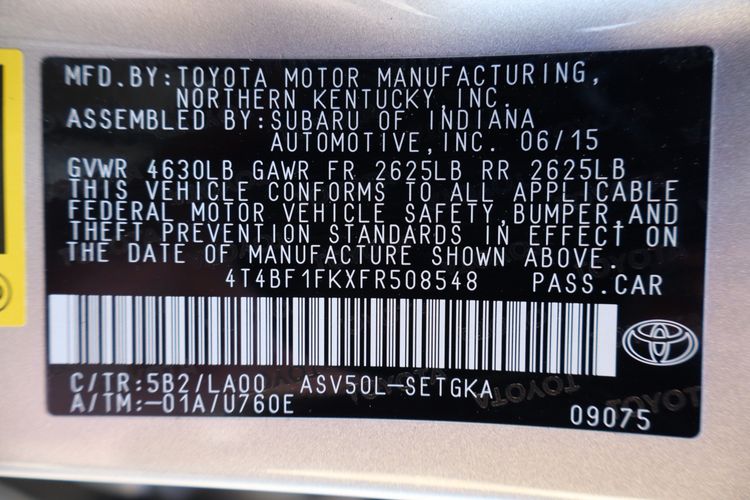 MFD.BY:TOYOTA MOTOR MANUFACTURING,
NORTHERN KENTUCKY,INC.
ASSEMBLED BY:SUBARU OF INDIANA
AUTOMOTIVE,INC. 06/15
GVWR 4630LB GAWR FR 2625LB RR 2625LB
THIS VEHICLE CONFORMS TO ALL APPLICABLE
FEDERAL MOTOR VEHICLE SAFETY,BUMPER,AND
THEFT PREVENTION STANDARDS IN EFFECT ON
THE DATE OF MANUFACTURE SHOWN ABOVE.
4T4BF1FKXFR508548 PASS.CAR
C/TR:5B2/LA00 ASV50L-SETGKA
A/TM:-01A/U760E
09075